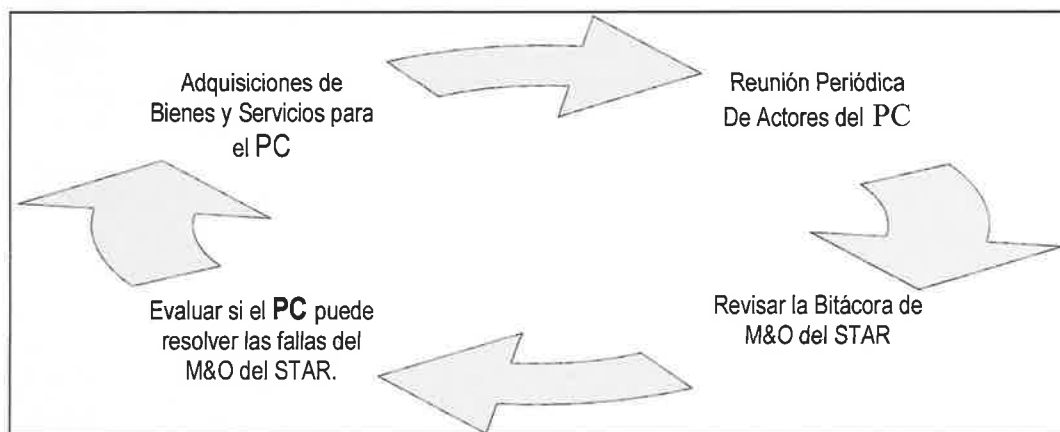 Adquisiciones de
Bienes y Servicios para
el PC
Reunión Periódica
De Actores del PC
Revisar la Bitácora de
M&O del STAR
Evaluar si el PC puede
resolver las fallas del
M&O del STAR.